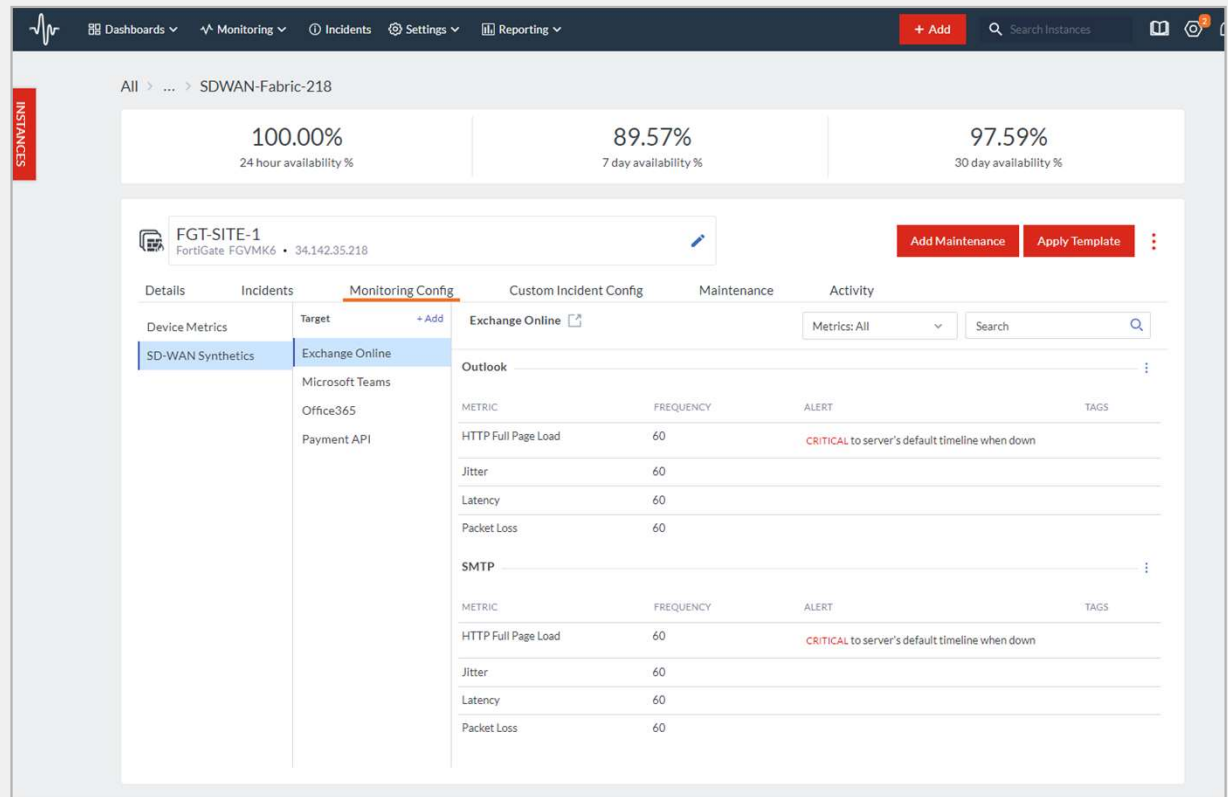 Dashboards Monitoring Incidents Settings Reporting + Add Search Instances 2
INSTANCES
All > ... > SDWAN-Fabric-218
100.00% 89.57% 97.59%
24 hour availability % 7 day availability % 30 day availability %
FGT-SITE-1
FortiGate FGVMK6 • 34.142.35.218
Add Maintenance Apply Template
Details Incidents Monitoring Config Custom Incident Config Maintenance Activity
Device Metrics
SD-WAN Synthetics
Target + Add
Exchange Online
Microsoft Teams
Office365
Payment API
Exchange Online Metrics: All Search
Outlook
METRIC FREQUENCY ALERT TAGS
HTTP Full Page Load 60 CRITICAL to server's default timeline when down
Jitter 60
Latency 60
Packet Loss 60
SMTP
METRIC FREQUENCY ALERT TAGS
HTTP Full Page Load 60 CRITICAL to server's default timeline when down
Jitter 60
Latency 60
Packet Loss 60